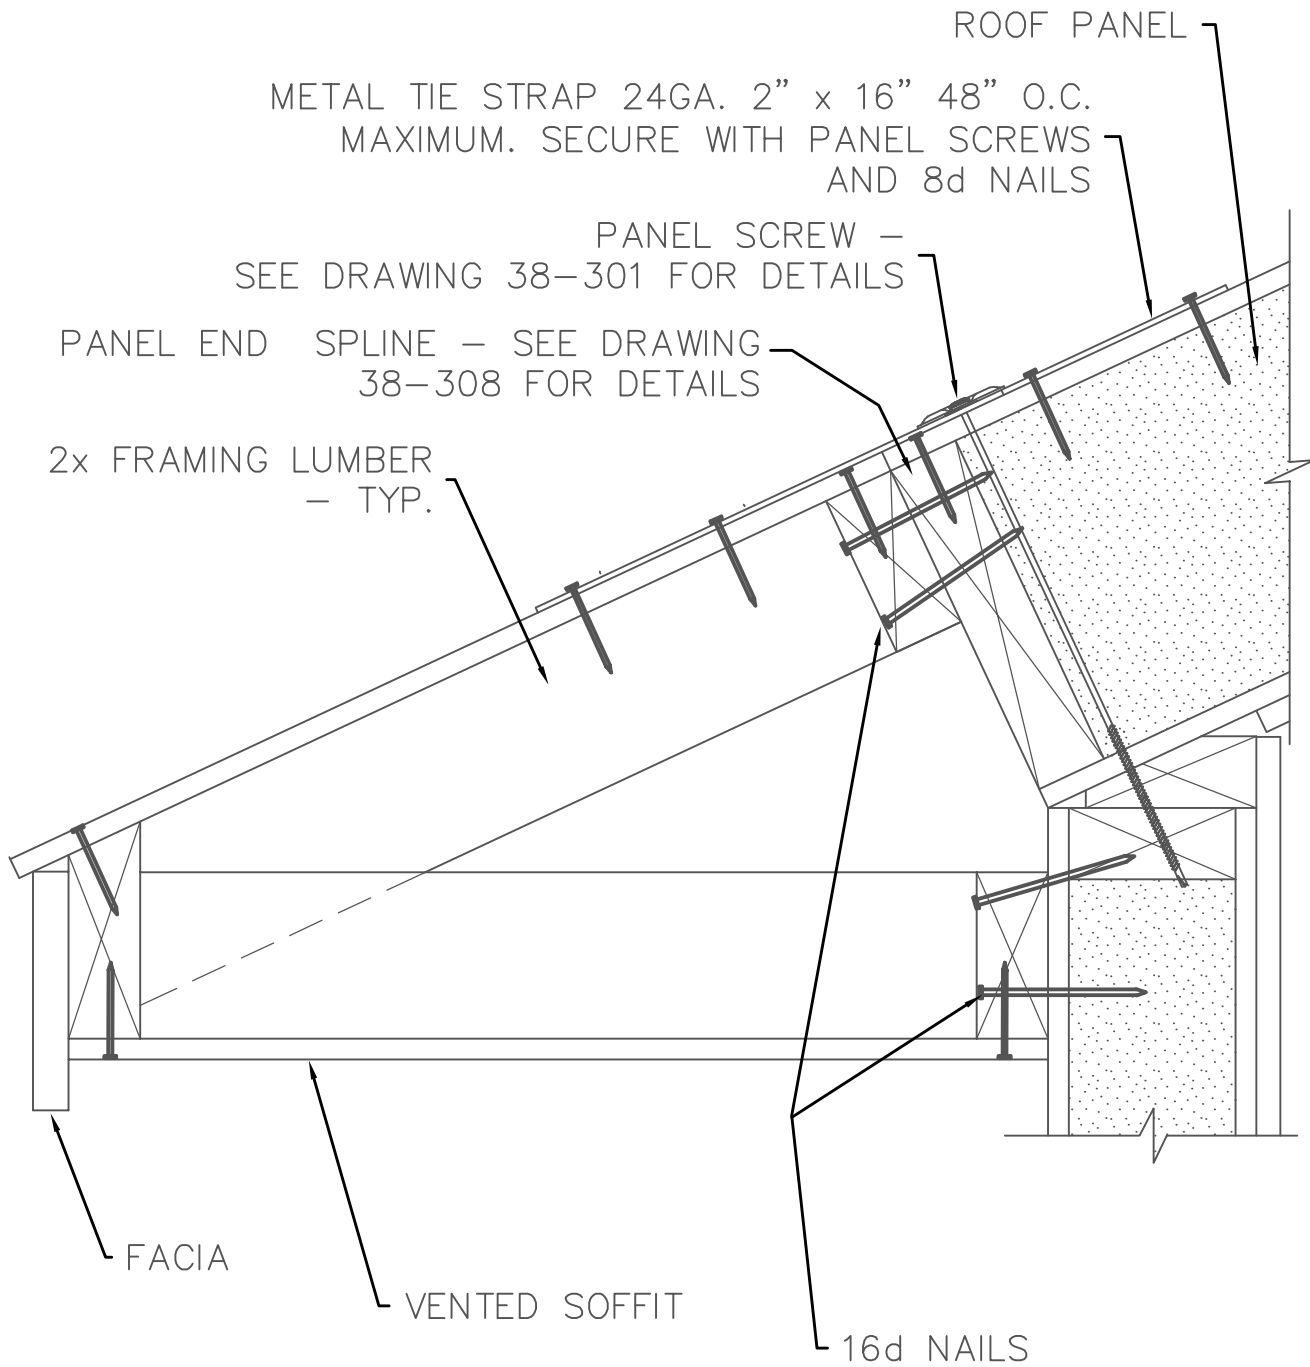 ROOF PANEL
METAL TIE STRAP 24GA. 2” x 16” 48” O.C.
MAXIMUM. SECURE WITH PANEL SCREWS
AND 8d NAILS
PANEL SCREW –
SEE DRAWING 38–301 FOR DETAILS
PANEL END SPLINE – SEE DRAWING
38–308 FOR DETAILS
2x FRAMING LUMBER
– TYP.
FACIA
VENTED SOFFIT
16d NAILS